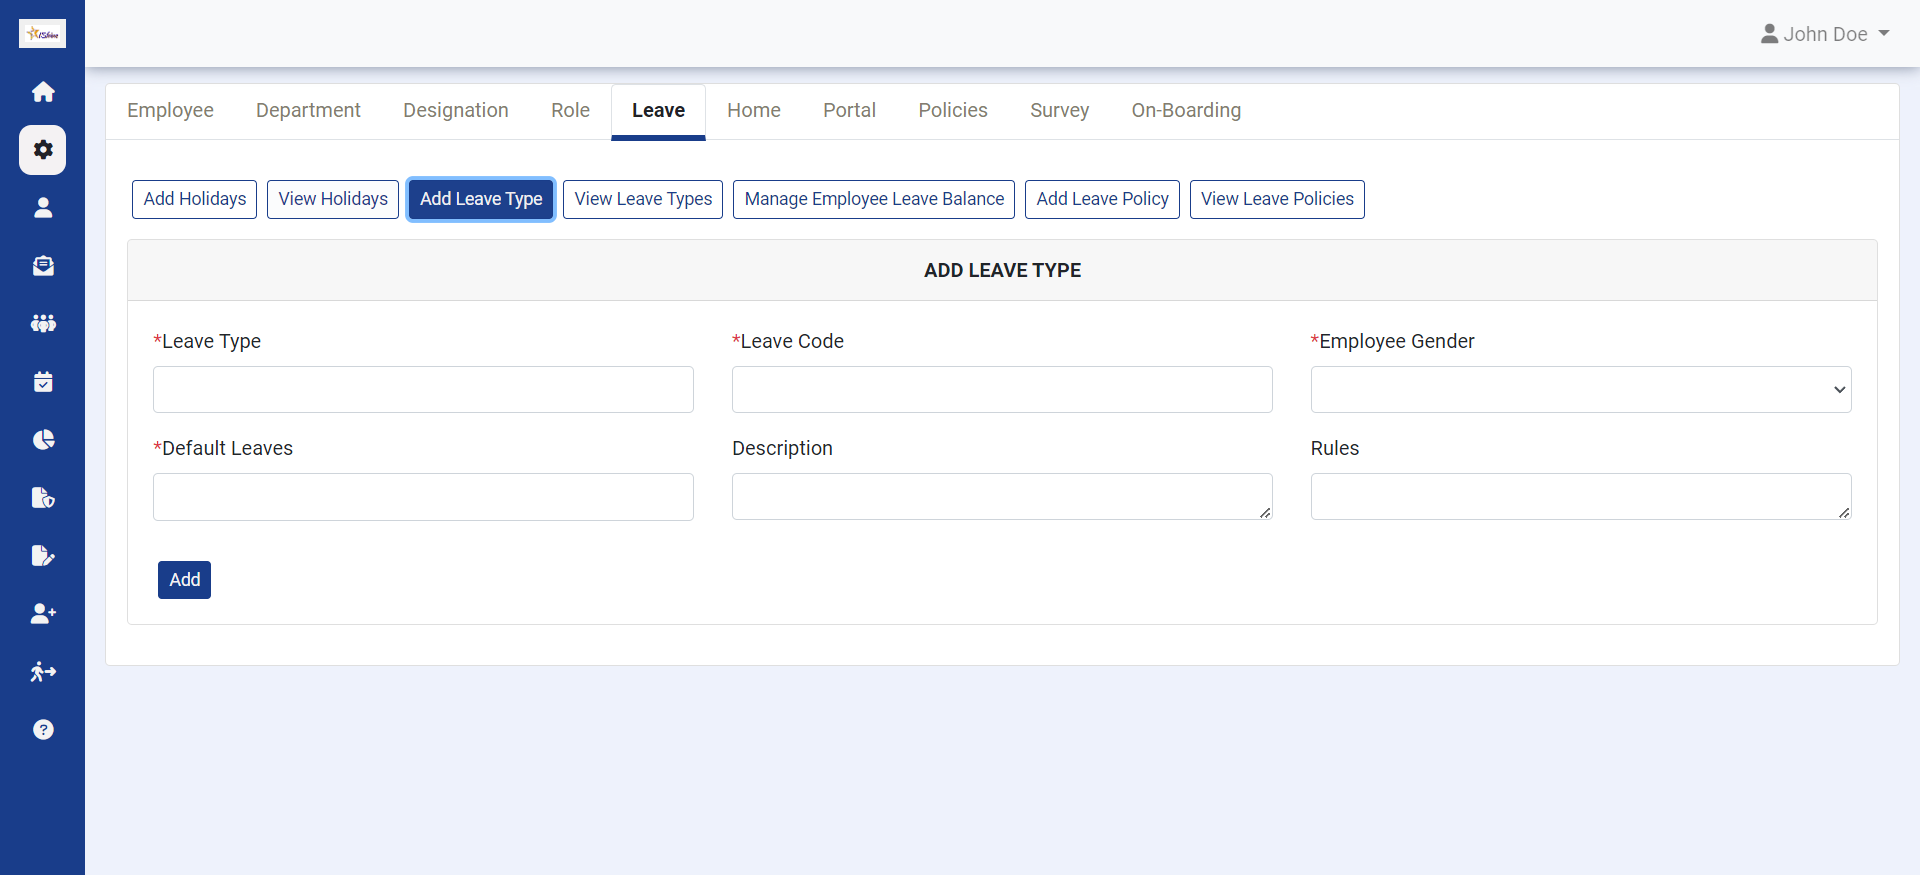 iShine
John Doe
Employee Department Designation Role Leave Home Portal Policies Survey On-Boarding
Add Holidays View Holidays Add Leave Type View Leave Types Manage Employee Leave Balance Add Leave Policy View Leave Policies
ADD LEAVE TYPE
*Leave Type *Leave Code *Employee Gender
*Default Leaves Description Rules
Add